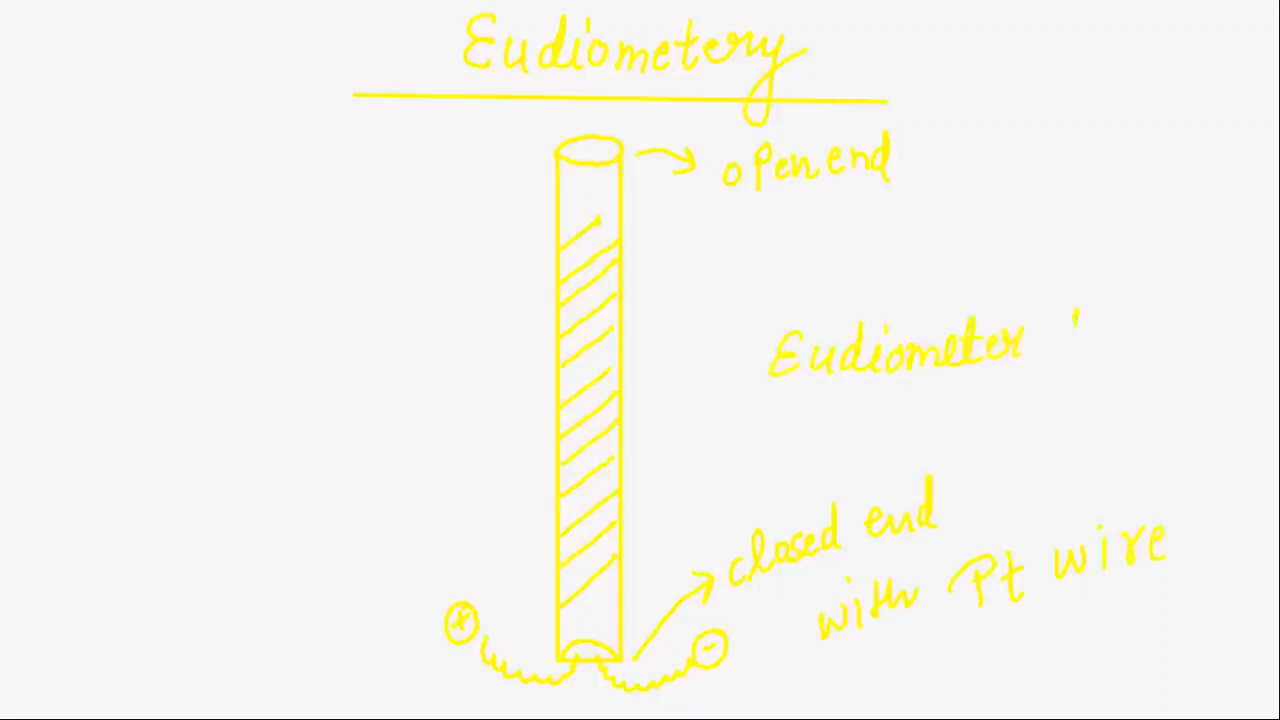 Eudiometery
open end
Eudiometer '
closed end
with Pt wire
+
-